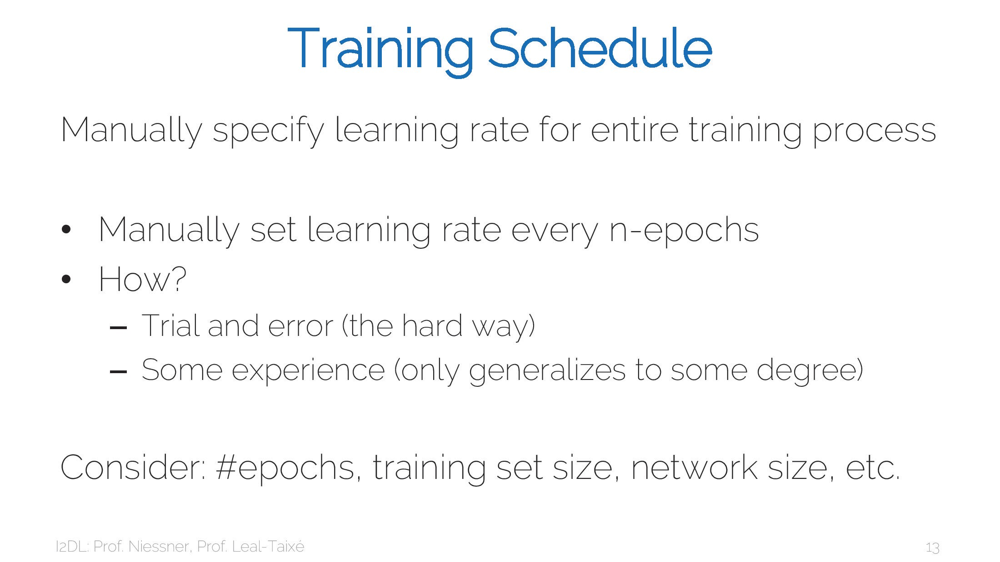 Training Schedule
Manually specify learning rate for entire training process
• Manually set learning rate every n-epochs
• How?
– Trial and error (the hard way)
– Some experience (only generalizes to some degree)
Consider: #epochs, training set size, network size, etc.
I2DL: Prof. Niessner, Prof. Leal-Taixé
13